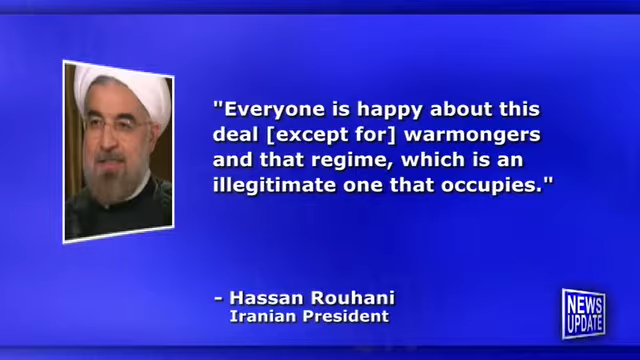 "Everyone is happy about this
deal [except for] warmongers
and that regime, which is an
illegitimate one that occupies."
- Hassan Rouhani
Iranian President
NEWS
UPDATE